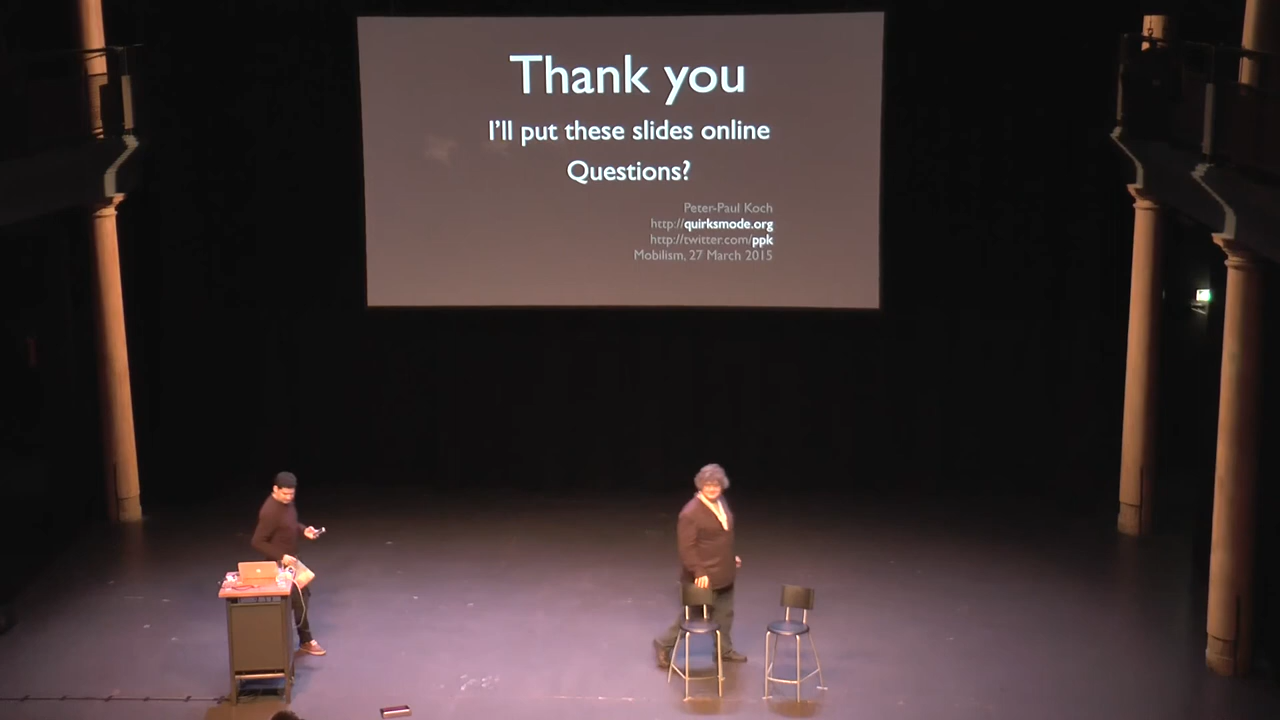 Thank you
I'll put these slides online
Questions?
Peter-Paul Koch
http://quirksmode.org
http://twitter.com/ppk
Mobilism, 27 March 2015